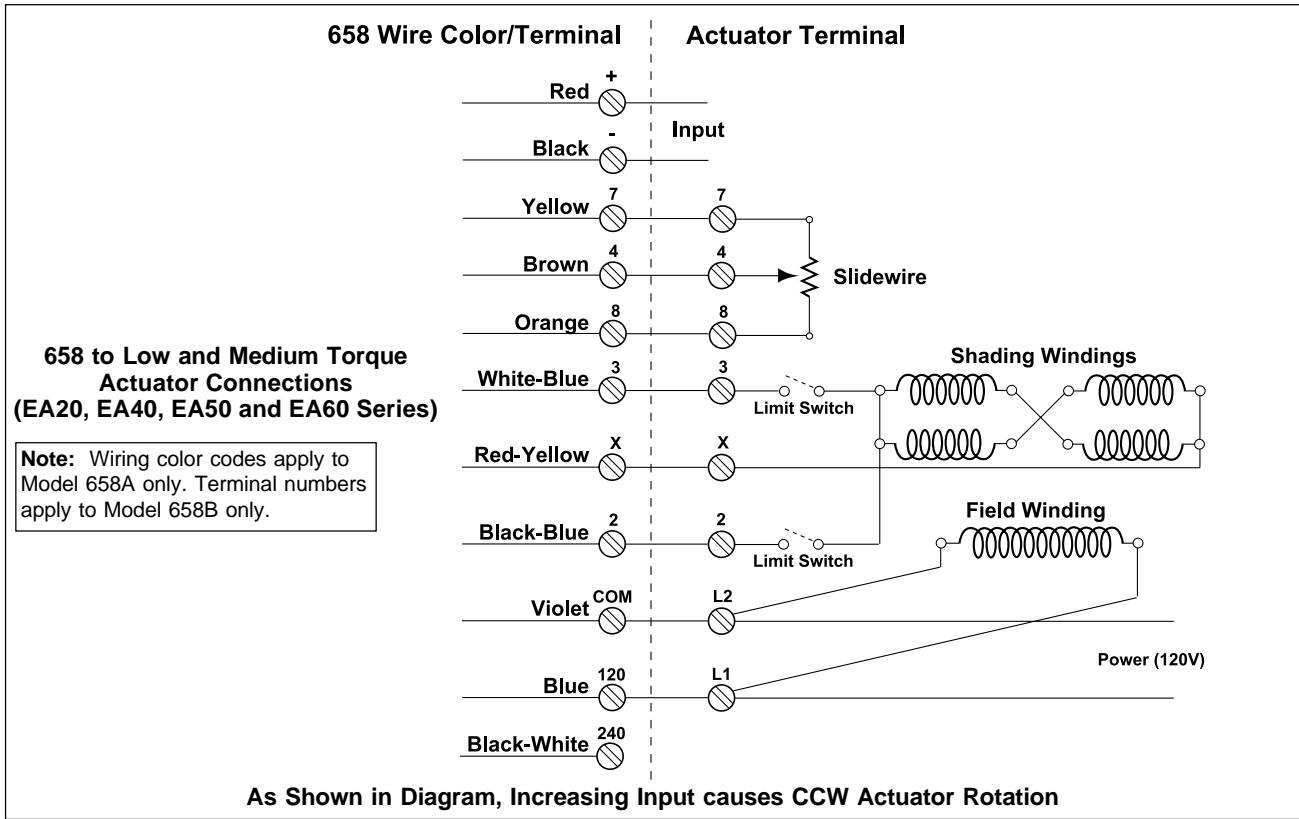 658 Wire Color/Terminal
Actuator Terminal
+
Red
Input
-
Black
7
7
Yellow
4
4
Brown
Slidewire
8
8
Orange
658 to Low and Medium Torque
Actuator Connections
(EA20, EA40, EA50 and EA60 Series)
Shading Windings
3
3
White-Blue
Limit Switch
Note: Wiring color codes apply to
Model 658A only. Terminal numbers
apply to Model 658B only.
X
X
Red-Yellow
Field Winding
2
2
Black-Blue
Limit Switch
COM
L2
Violet
Power (120V)
120
L1
Blue
240
Black-White
As Shown in Diagram, Increasing Input causes CCW Actuator Rotation